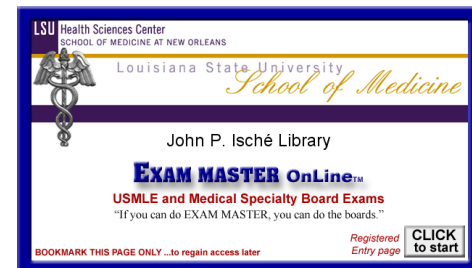 LSU Health Sciences Center
SCHOOL OF MEDICINE AT NEW ORLEANS
Louisiana State University
School of Medicine
John P. Isché Library
EXAM MASTER OnLine™
USMLE and Medical Specialty Board Exams
“If you can do EXAM MASTER, you can do the boards.”
Registered
Entry page
CLICK
to start
BOOKMARK THIS PAGE ONLY ...to regain access later